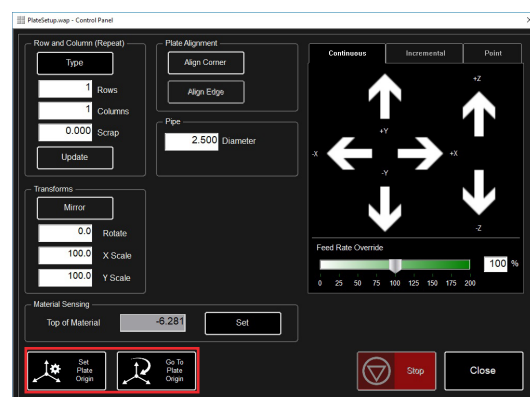 PlateSetup.wap - Control Panel
Row and Column (Repeat)
Type
1 Rows
1 Columns
0.000 Scrap
Update
Plate Alignment
Align Corner
Align Edge
Pipe
2.500 Diameter
Transforms
Mirror
0.0 Rotate
100.0 X Scale
100.0 Y Scale
Material Sensing
Top of Material -6.281 Set
Continuous Incremental Point
+Z
+Y
-X +X
-Y
-Z
Feed Rate Override
100 %
0 25 50 75 100 125 150 175 200
Set
Plate
Origin
Go To
Plate
Origin
Stop
Close